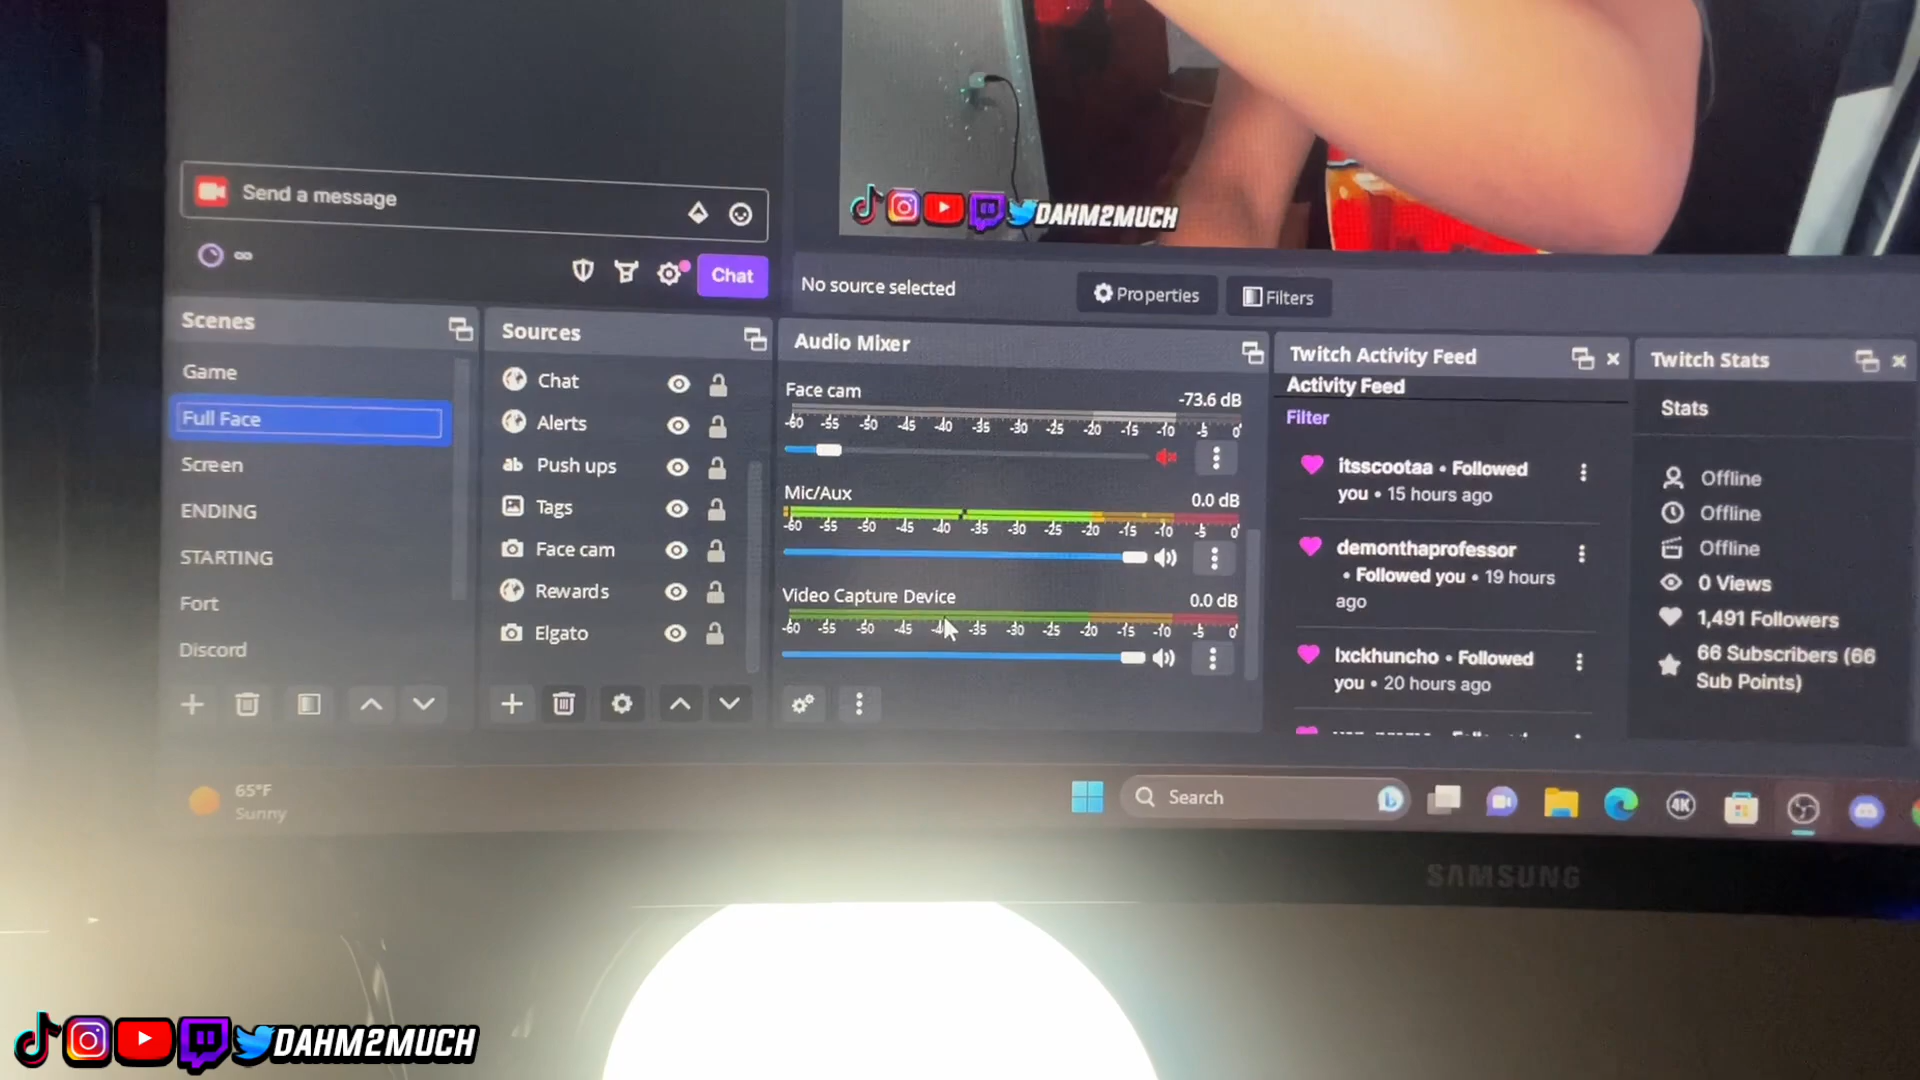 Send a message
Chat
DAHM2MUCH
No source selected
Properties
Filters
Scenes
Game
Full Face
Screen
ENDING
STARTING
Fort
Discord
Sources
Chat
Alerts
ab Push ups
Tags
Face cam
Rewards
Elgato
Audio Mixer
Face cam
-73.6 dB
-60 -55 -50 -45 -40 -35 -30 -25 -20 -15 -10 -5 0
Mic/Aux
0.0 dB
-60 -55 -50 -45 -40 -35 -30 -25 -20 -15 -10 -5 0
Video Capture Device
0.0 dB
-60 -55 -50 -45 -40 -35 -30 -25 -20 -15 -10 -5 0
Twitch Activity Feed
Activity Feed
Filter
itsscootaa • Followed
you • 15 hours ago
demonthaprofessor
• Followed you • 19 hours
ago
lxckhuncho • Followed
you • 20 hours ago
Twitch Stats
Stats
Offline
Offline
Offline
0 Views
1,491 Followers
66 Subscribers (66
Sub Points)
65°F
Sunny
Search
4K
SAMSUNG
DAHM2MUCH